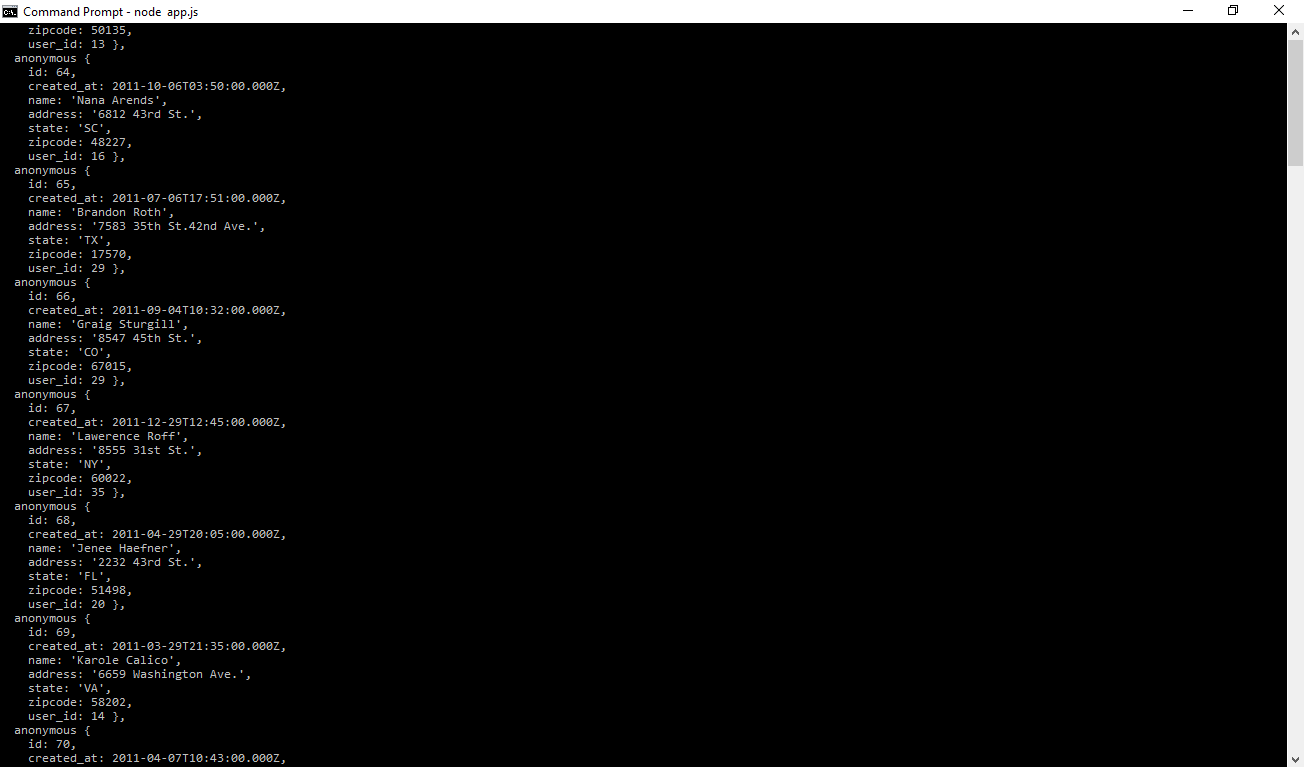 Command Prompt - node  app.js
    zipcode: 50135,
    user_id: 13 },
  anonymous {
    id: 64,
    created_at: 2011-10-06T03:50:00.000Z,
    name: 'Nana Arends',
    address: '6812 43rd St.',
    state: 'SC',
    zipcode: 48227,
    user_id: 16 },
  anonymous {
    id: 65,
    created_at: 2011-07-06T17:51:00.000Z,
    name: 'Brandon Roth',
    address: '7583 35th St.42nd Ave.',
    state: 'TX',
    zipcode: 17570,
    user_id: 29 },
  anonymous {
    id: 66,
    created_at: 2011-09-04T10:32:00.000Z,
    name: 'Graig Sturgill',
    address: '8547 45th St.',
    state: 'CO',
    zipcode: 67015,
    user_id: 29 },
  anonymous {
    id: 67,
    created_at: 2011-12-29T12:45:00.000Z,
    name: 'Lawerence Roff',
    address: '8555 31st St.',
    state: 'NY',
    zipcode: 60022,
    user_id: 35 },
  anonymous {
    id: 68,
    created_at: 2011-04-29T20:05:00.000Z,
    name: 'Jenee Haefner',
    address: '2232 43rd St.',
    state: 'FL',
    zipcode: 51498,
    user_id: 20 },
  anonymous {
    id: 69,
    created_at: 2011-03-29T21:35:00.000Z,
    name: 'Karole Calico',
    address: '6659 Washington Ave.',
    state: 'VA',
    zipcode: 58202,
    user_id: 14 },
  anonymous {
    id: 70,
    created_at: 2011-04-07T10:43:00.000Z,